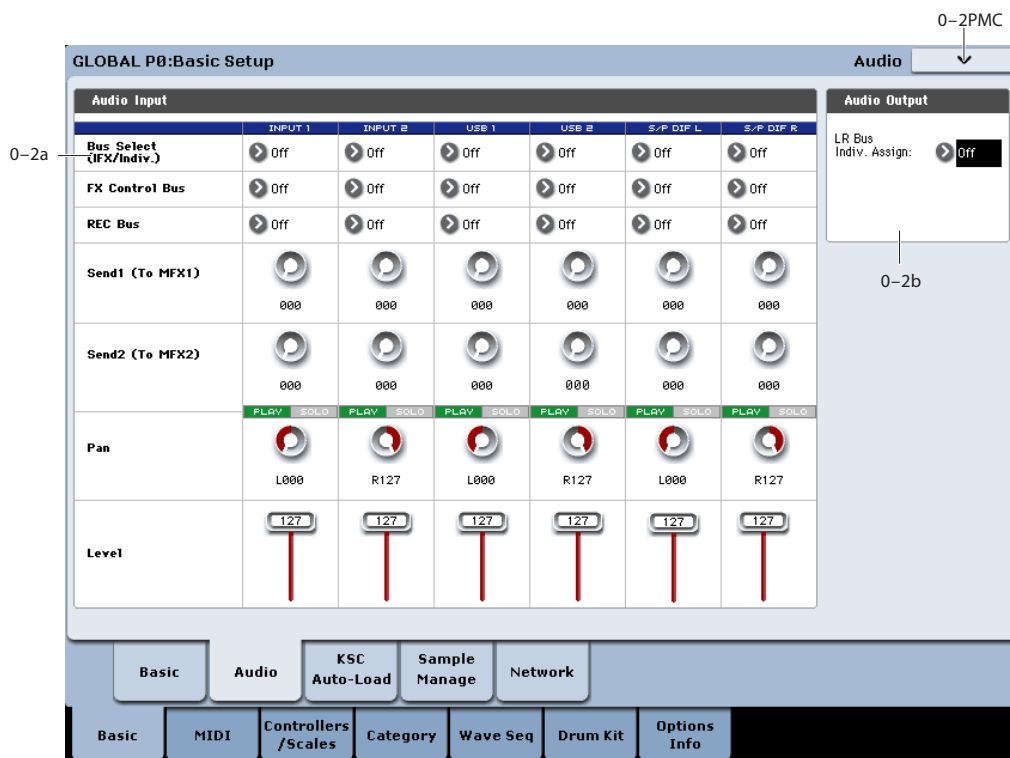 0–2PMC
GLOBAL P0:Basic Setup
Audio
Audio Input
Audio Output
INPUT 1 INPUT 2 USB 1 USB 2 S/P DIF L S/P DIF R
0–2a
Bus Select
(IFX/Indiv.)
Off Off Off Off Off Off
LR Bus
Indiv. Assign: Off
FX Control Bus Off Off Off Off Off Off
REC Bus Off Off Off Off Off Off
0–2b
Send1 (To MFX1)
000 000 000 000 000 000
Send2 (To MFX2)
000 000 000 000 000 000
PLAY SOLO PLAY SOLO PLAY SOLO PLAY SOLO PLAY SOLO PLAY SOLO
Pan
L000 R127 L000 R127 L000 R127
127 127 127 127 127 127
Level
Basic
Audio
KSC
Auto-Load
Sample
Manage
Network
Basic
MIDI
Controllers
/Scales
Category
Wave Seq
Drum Kit
Options
Info